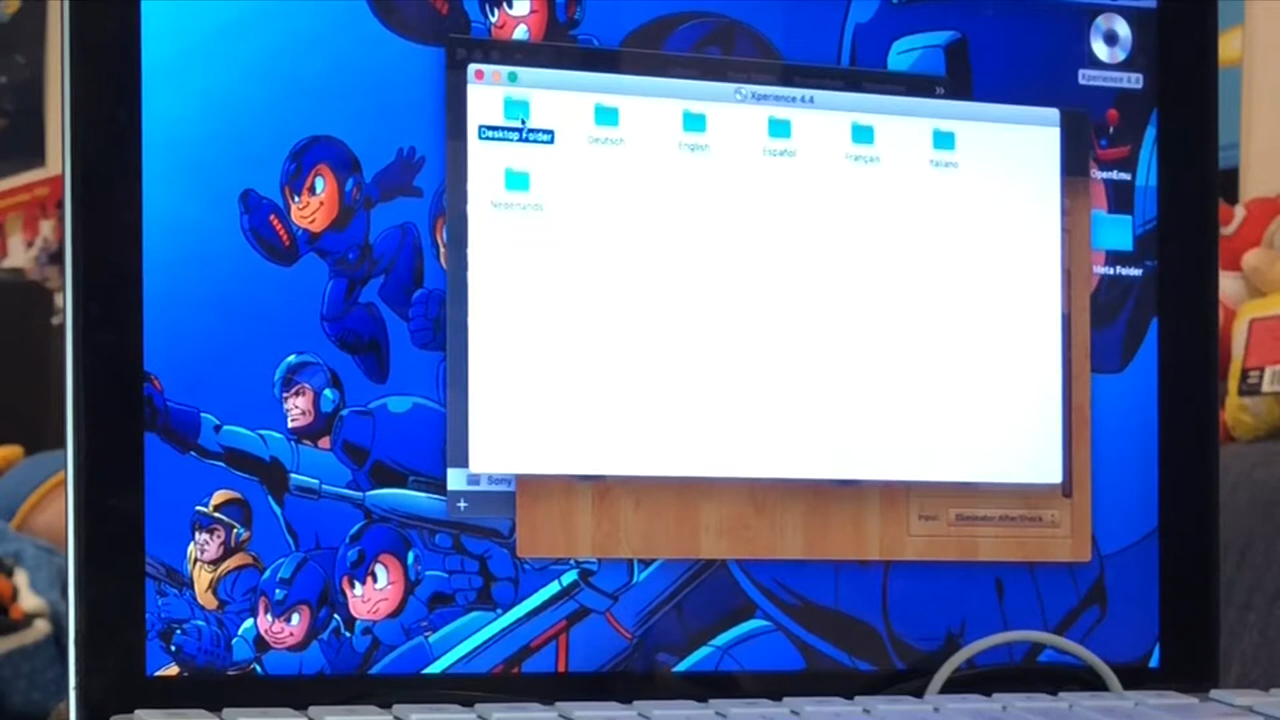 Xperience 4.4
Desktop Folder
Deutsch
English
Español
Français
Italiano
Nederlands
Xperience 4.4
OpenEmu
Meta Folder
Sony
+
Input:
Eliminator AfterShock